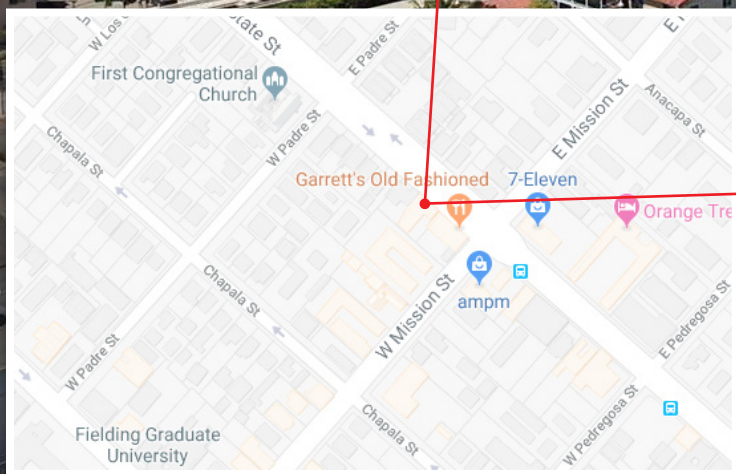 W Los
State St
E Padre St
First Congregational
Church
Anacapa St
E Mission St
W Padre St
Chapala St
Garrett's Old Fashioned
7-Eleven
Orange Tre
Chapala St
ampm
W Mission St
E Pedregosa St
W Padre St
Chapala St
W Pedregosa St
Fielding Graduate
University